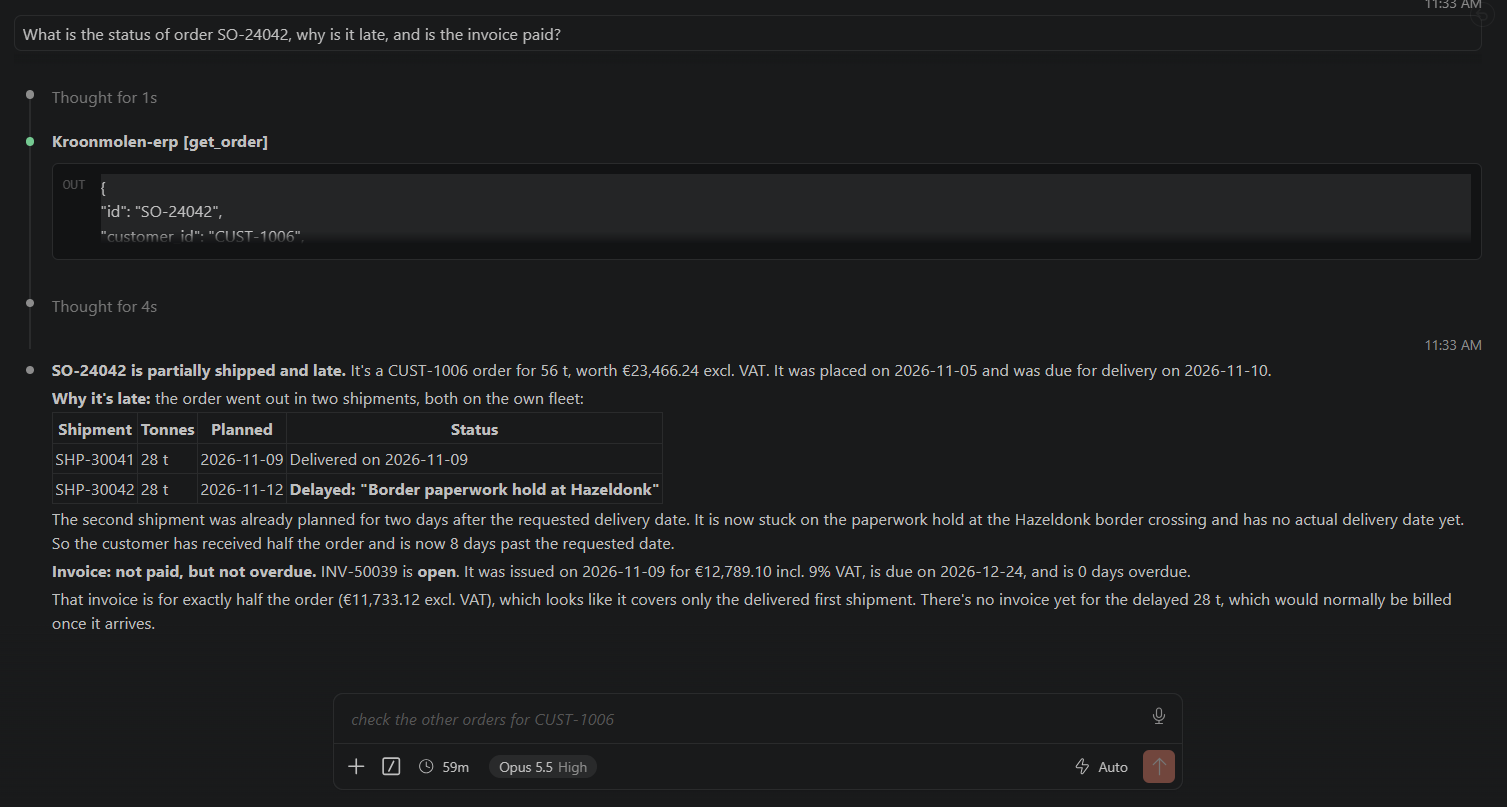 11:33 AM
What is the status of order SO-24042, why is it late, and is the invoice paid?
Thought for 1s
Kroonmolen-erp [get_order]
OUT
{
"id": "SO-24042",
"customer_id": "CUST-1006",
Thought for 4s
11:33 AM
SO-24042 is partially shipped and late. It's a CUST-1006 order for 56 t, worth €23,466.24 excl. VAT. It was placed on 2026-11-05 and was due for delivery on 2026-11-10.
Why it's late: the order went out in two shipments, both on the own fleet:
Shipment Tonnes Planned Status
SHP-30041 28 t 2026-11-09 Delivered on 2026-11-09
SHP-30042 28 t 2026-11-12 Delayed: "Border paperwork hold at Hazeldonk"
The second shipment was already planned for two days after the requested delivery date. It is now stuck on the paperwork hold at the Hazeldonk border crossing and has no actual delivery date yet.
So the customer has received half the order and is now 8 days past the requested date.
Invoice: not paid, but not overdue. INV-50039 is open. It was issued on 2026-11-09 for €12,789.10 incl. 9% VAT, is due on 2026-12-24, and is 0 days overdue.
That invoice is for exactly half the order (€11,733.12 excl. VAT), which looks like it covers only the delivered first shipment. There's no invoice yet for the delayed 28 t, which would normally be billed
once it arrives.
check the other orders for CUST-1006
59m Opus 5.5 High Auto